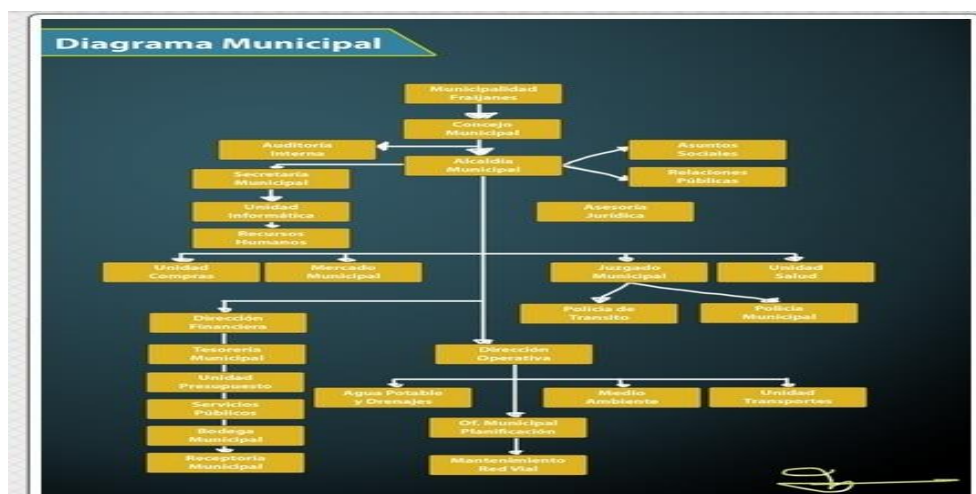 Diagrama Municipal
Municipalidad
Fraijanes
Concejo
Municipal
Auditoría
Interna
Alcaldía
Municipal
Asuntos
Sociales
Secretaría
Municipal
Relaciones
Públicas
Unidad
Informática
Asesoría
Jurídica
Recursos
Humanos
Unidad
Compras
Mercado
Municipal
Juzgado
Municipal
Unidad
Salud
Policía de
Transito
Policía
Municipal
Dirección
Financiera
Tesorería
Municipal
Dirección
Operativa
Unidad
Presupuesto
Agua Potable
y Drenajes
Medio
Ambiente
Unidad
Transportes
Servicios
Públicos
Of. Municipal
Planificación
Bodega
Municipal
Receptoría
Municipal
Mantenimiento
Red Vial